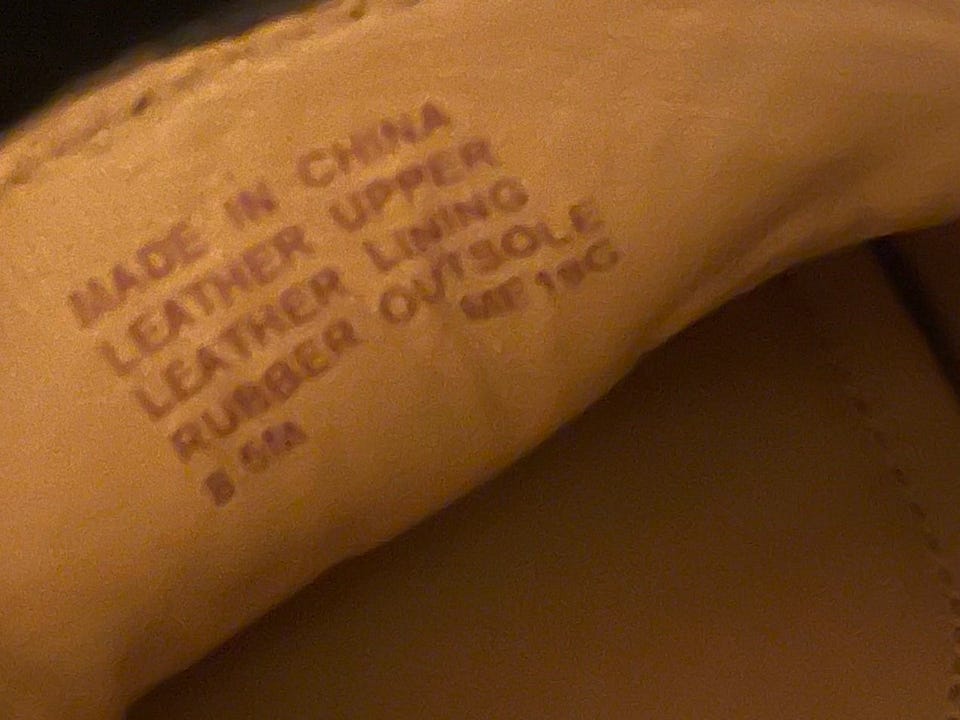 MADE IN CHINA
LEATHER UPPER
LEATHER LINING
RUBBER OUTSOLE